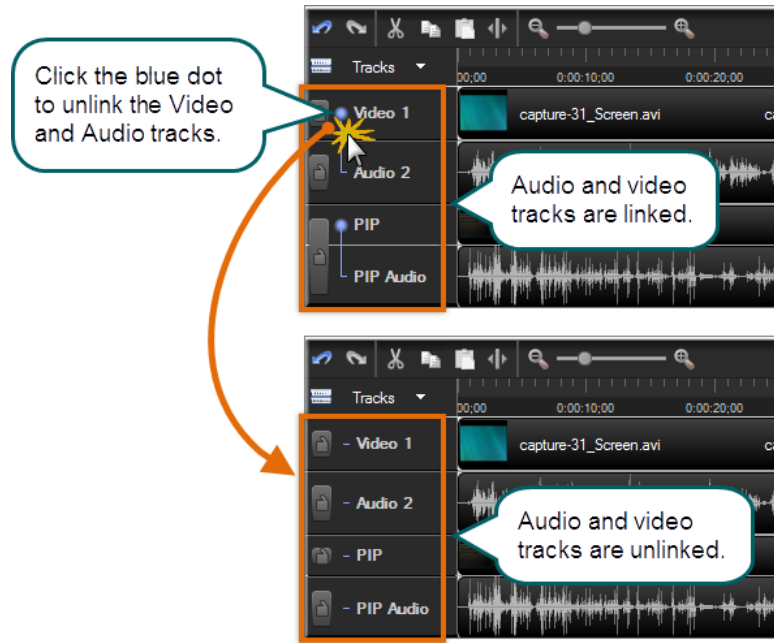 Tracks
00;00 0:00:10;00 0:00:20;00
Click the blue dot
to unlink the Video
and Audio tracks.
Video 1
capture-31_Screen.avi
Audio 2
Audio and video
tracks are linked.
PIP
PIP Audio
Tracks
00;00 0:00:10;00 0:00:20;00
Video 1
capture-31_Screen.avi
Audio 2
Audio and video
tracks are unlinked.
PIP
PIP Audio